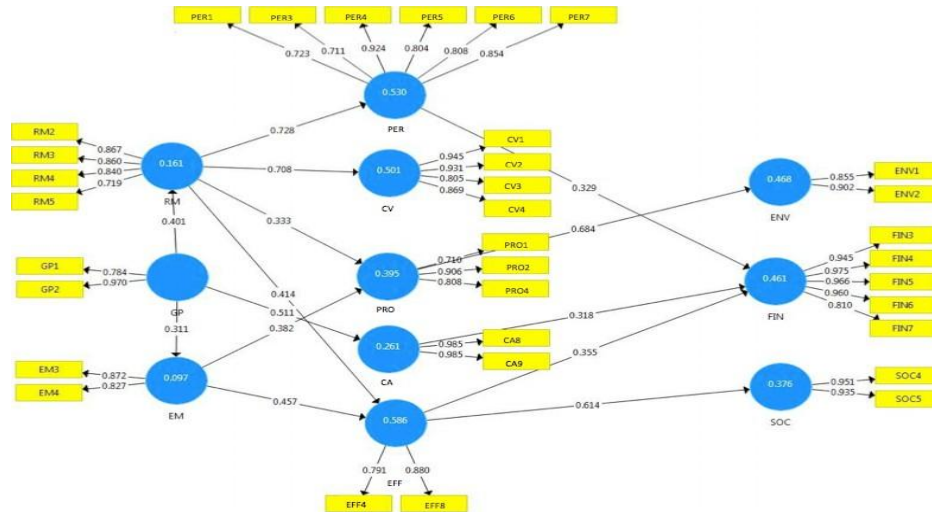 PER1 PER3 PER4 PER5 PER6 PER7
0.723 0.711 0.924 0.804 0.808 0.854
0.530
PER
RM2
RM3
RM4
RM5
0.867
0.860
0.840
0.719
0.161
RM
0.728
0.708
0.333
0.401
0.414
0.501
CV
0.945
0.931
0.805
0.869
CV1
CV2
CV3
CV4
0.329
0.684
0.468
ENV
0.855
0.902
ENV1
ENV2
GP1
GP2
0.784
0.970
GP
0.311
0.511
0.382
0.395
PRO
0.710
0.906
0.808
PRO1
PRO2
PRO4
0.461
FIN
0.945
0.975
0.966
0.960
0.810
FIN3
FIN4
FIN5
FIN6
FIN7
0.261
CA
0.985
0.985
CA8
CA9
0.318
0.355
EM3
EM4
0.872
0.827
0.097
EM
0.457
0.586
EFF
0.614
0.376
SOC
0.951
0.935
SOC4
SOC5
0.791 0.880
EFF4 EFF8